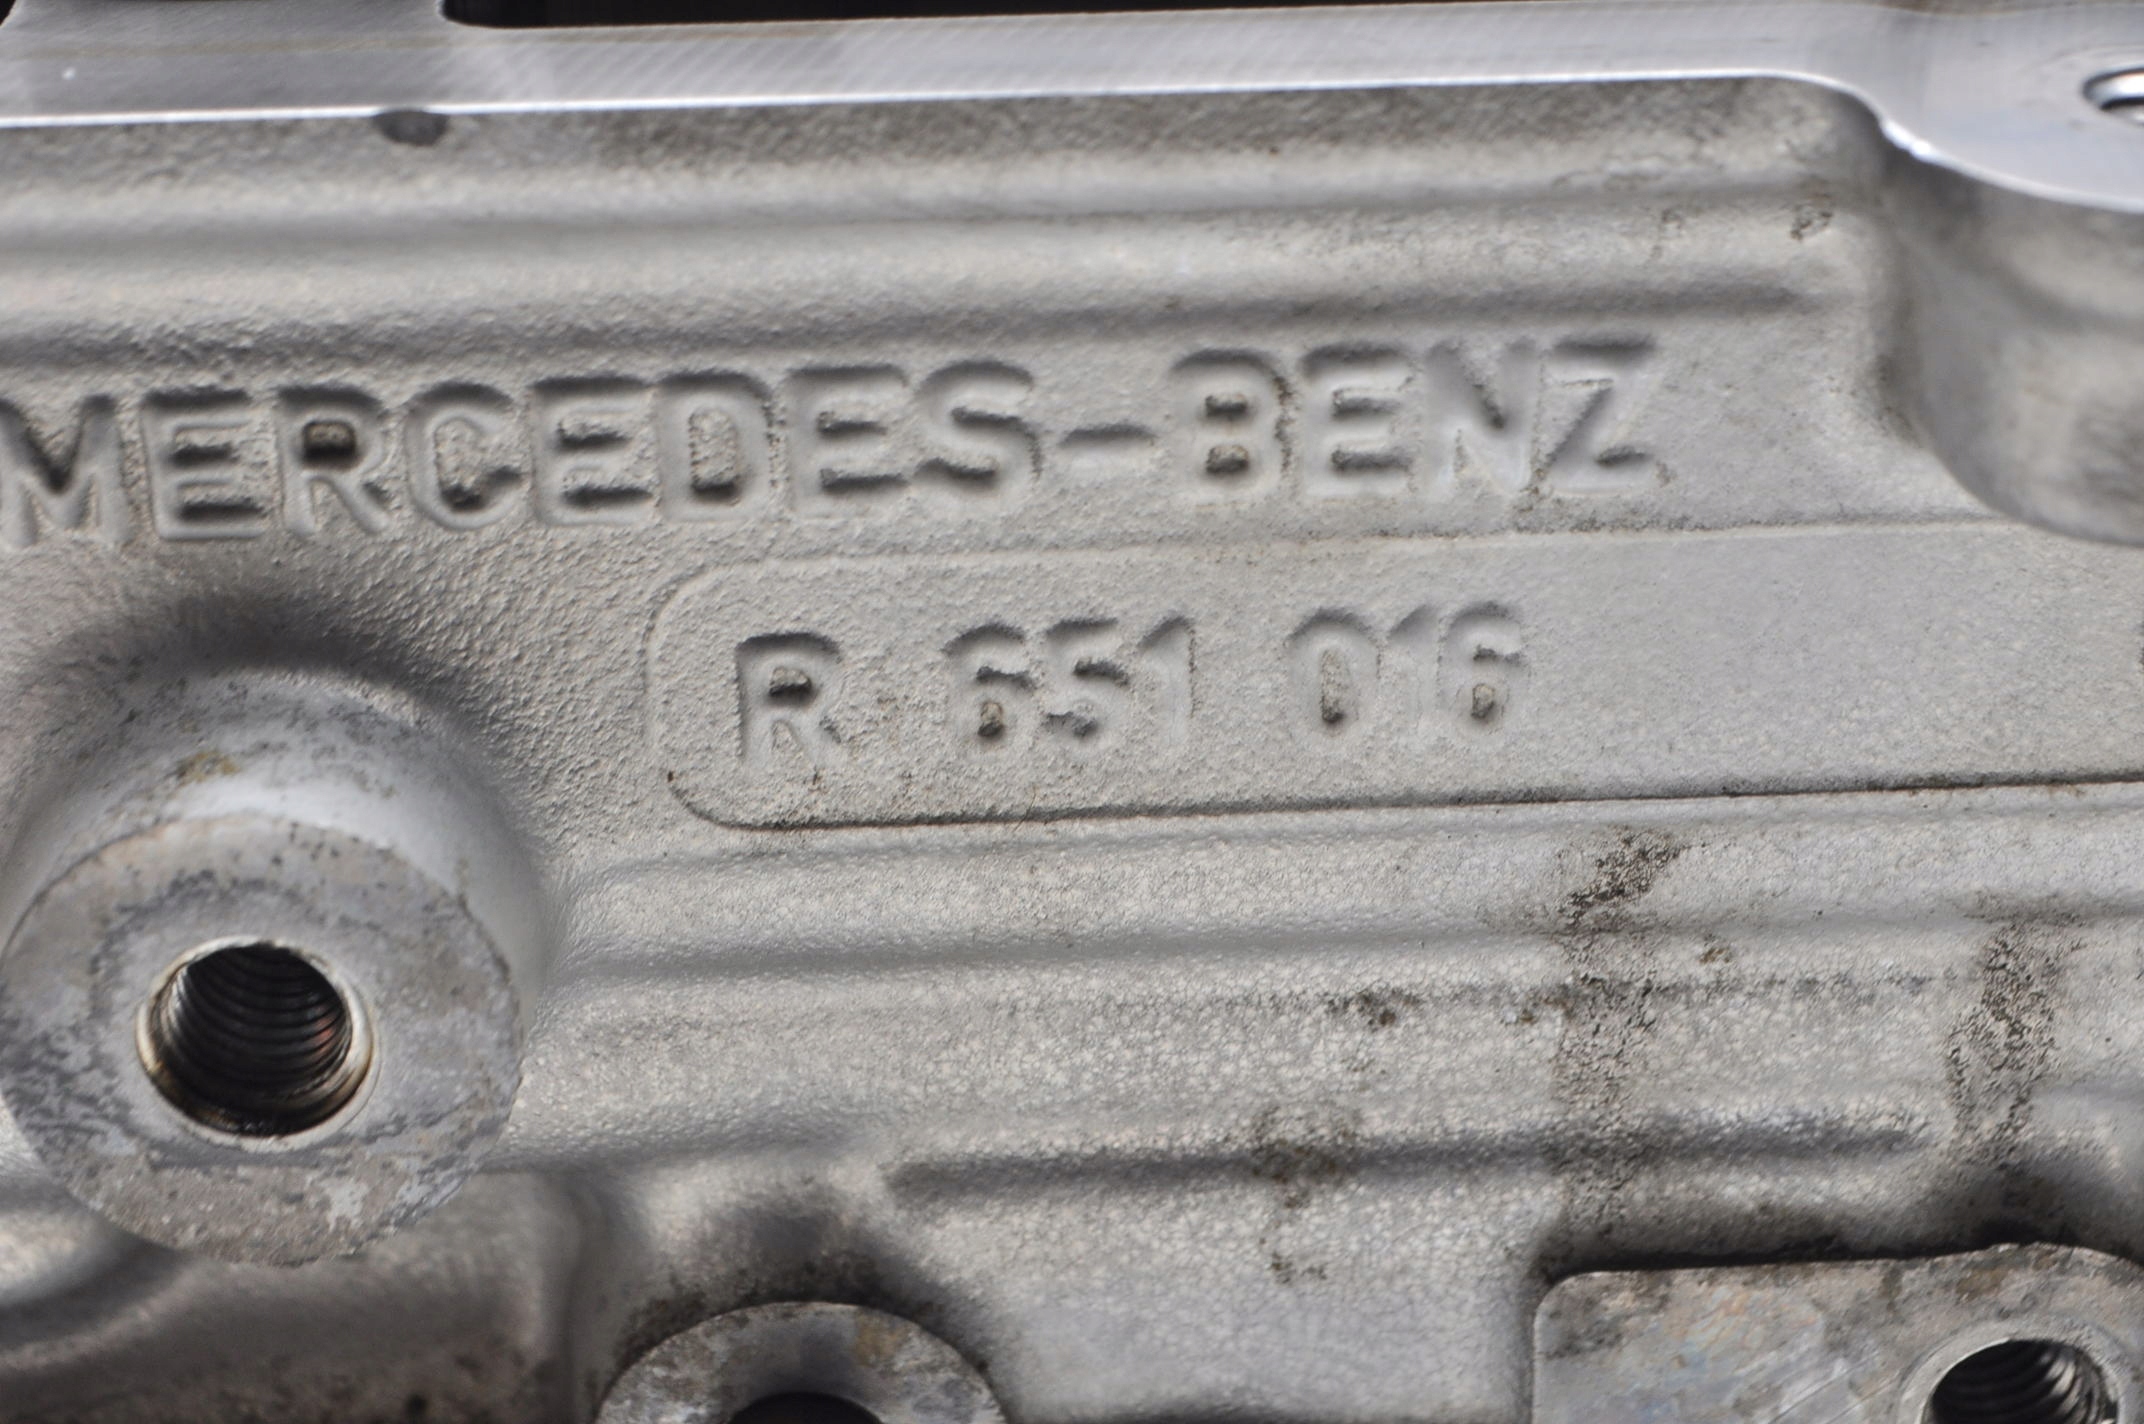 MERCEDES-BENZ
R 651 016